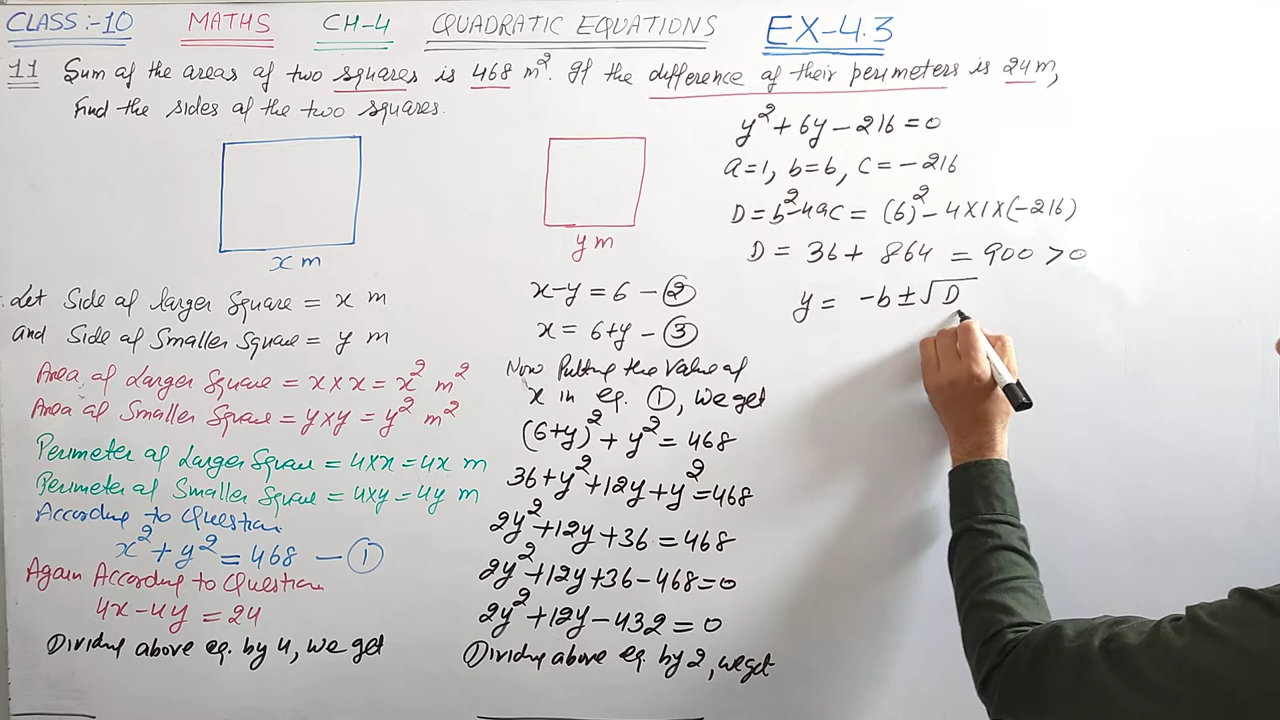 CLASS:-10 MATHS CH-4 QUADRATIC EQUATIONS EX-4.3
11 Sum of the areas of two squares is 468 m². If the difference of their perimeters is 24 m,
Find the sides of the two squares.
x m
y m
Let Side of larger Square = x m
and Side of Smaller Square = y m
Area of Larger Square = x × x = x² m²
Area of Smaller Square = y × y = y² m²
Perimeter of Larger Square = 4 × x = 4x m
Perimeter of Smaller Square = 4 × y = 4y m
According to Question
x² + y² = 468 — ①
Again According to Question
4x - 4y = 24
Dividing above eq. by 4, we get
x - y = 6 - ②
x = 6 + y - ③
Now Putting the Value of
x in eq. ①, we get
(6+y)² + y² = 468
36 + y² + 12y + y² = 468
2y² + 12y + 36 = 468
2y² + 12y + 36 - 468 = 0
2y² + 12y - 432 = 0
Dividing above eq. by 2, we get
y² + 6y - 216 = 0
a = 1, b = 6, c = -216
D = b² - 4ac = (6)² - 4 × 1 × (-216)
D = 36 + 864 = 900 > 0
y = -b ± √D